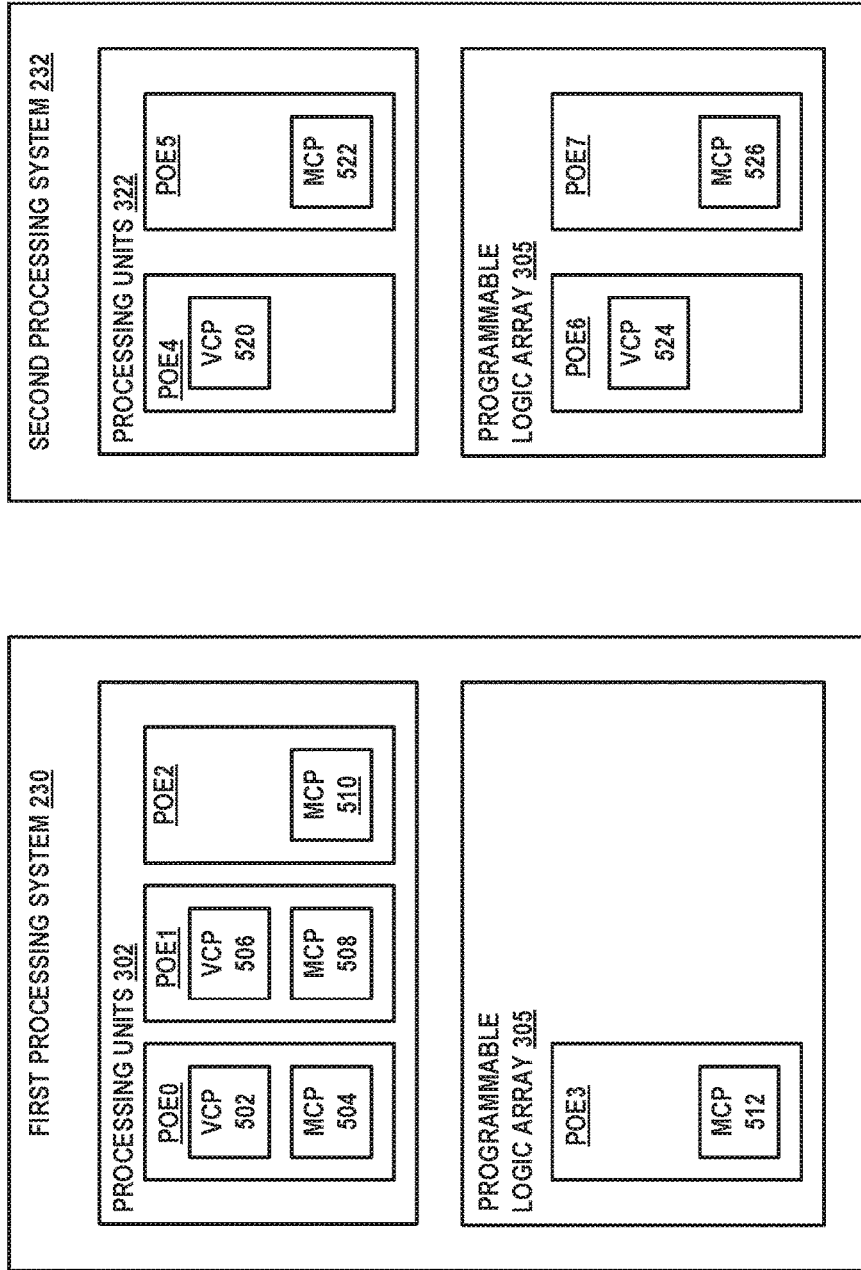 FIRST PROCESSING SYSTEM 230
PROCESSING UNITS 302
POE0
VCP
502
MCP
504
POE1
VCP
506
MCP
508
POE2
MCP
510
PROGRAMMABLE
LOGIC ARRAY 305
POE3
MCP
512
SECOND PROCESSING SYSTEM 232
PROCESSING UNITS 322
POE4
VCP
520
POE5
MCP
522
PROGRAMMABLE
LOGIC ARRAY 305
POE6
VCP
524
POE7
MCP
526